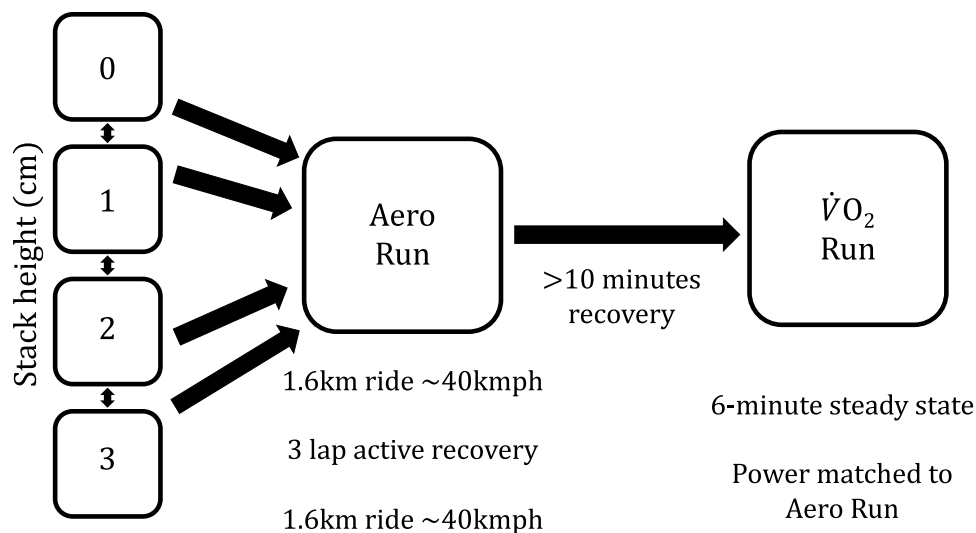 Stack height (cm)
0
1
2
3
Aero
Run
1.6km ride ~40kmph
3 lap active recovery
1.6km ride ~40kmph
>10 minutes
recovery
V̇O₂
Run
6-minute steady state
Power matched to
Aero Run